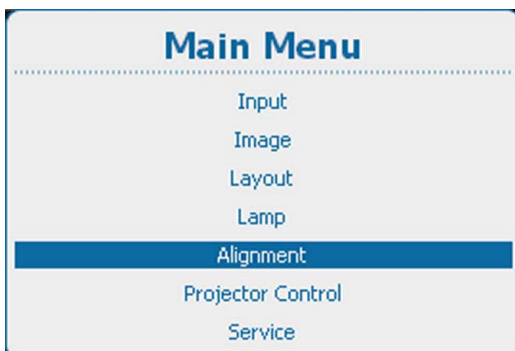 Main Menu
Input
Image
Layout
Lamp
Alignment
Projector Control
Service